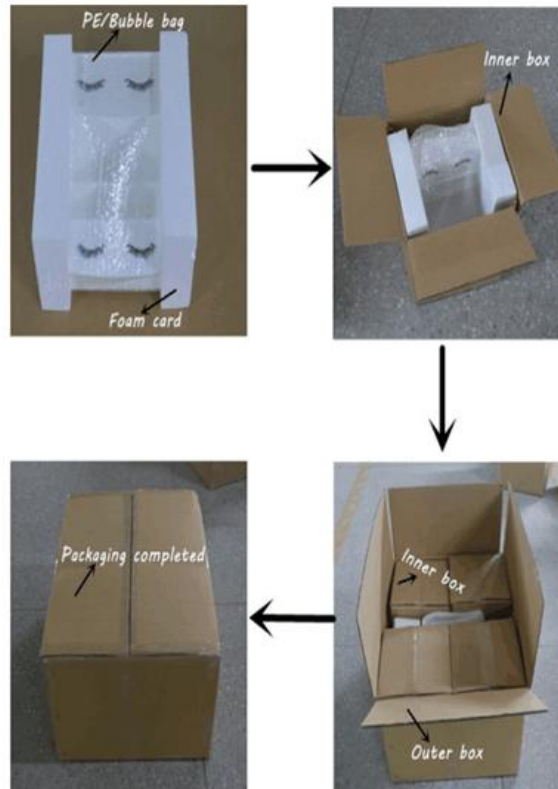 PE/Bubble bag
Foam card
Inner box
Inner box
Outer box
Packaging completed